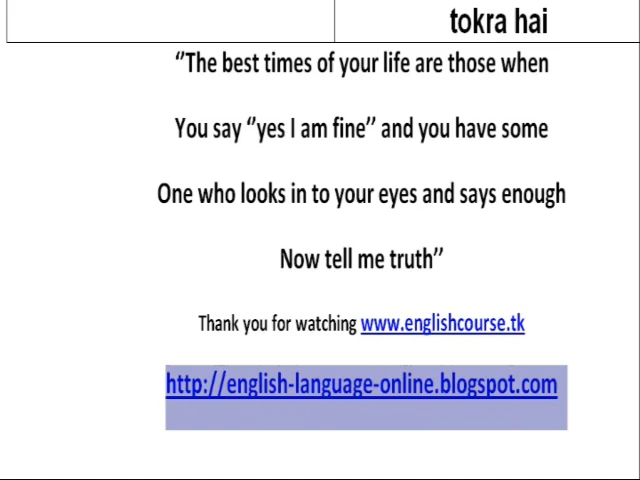 tokra hai
“The best times of your life are those when
You say “yes I am fine” and you have some
One who looks in to your eyes and says enough
Now tell me truth”
Thank you for watching www.englishcourse.tk
http://english-language-online.blogspot.com